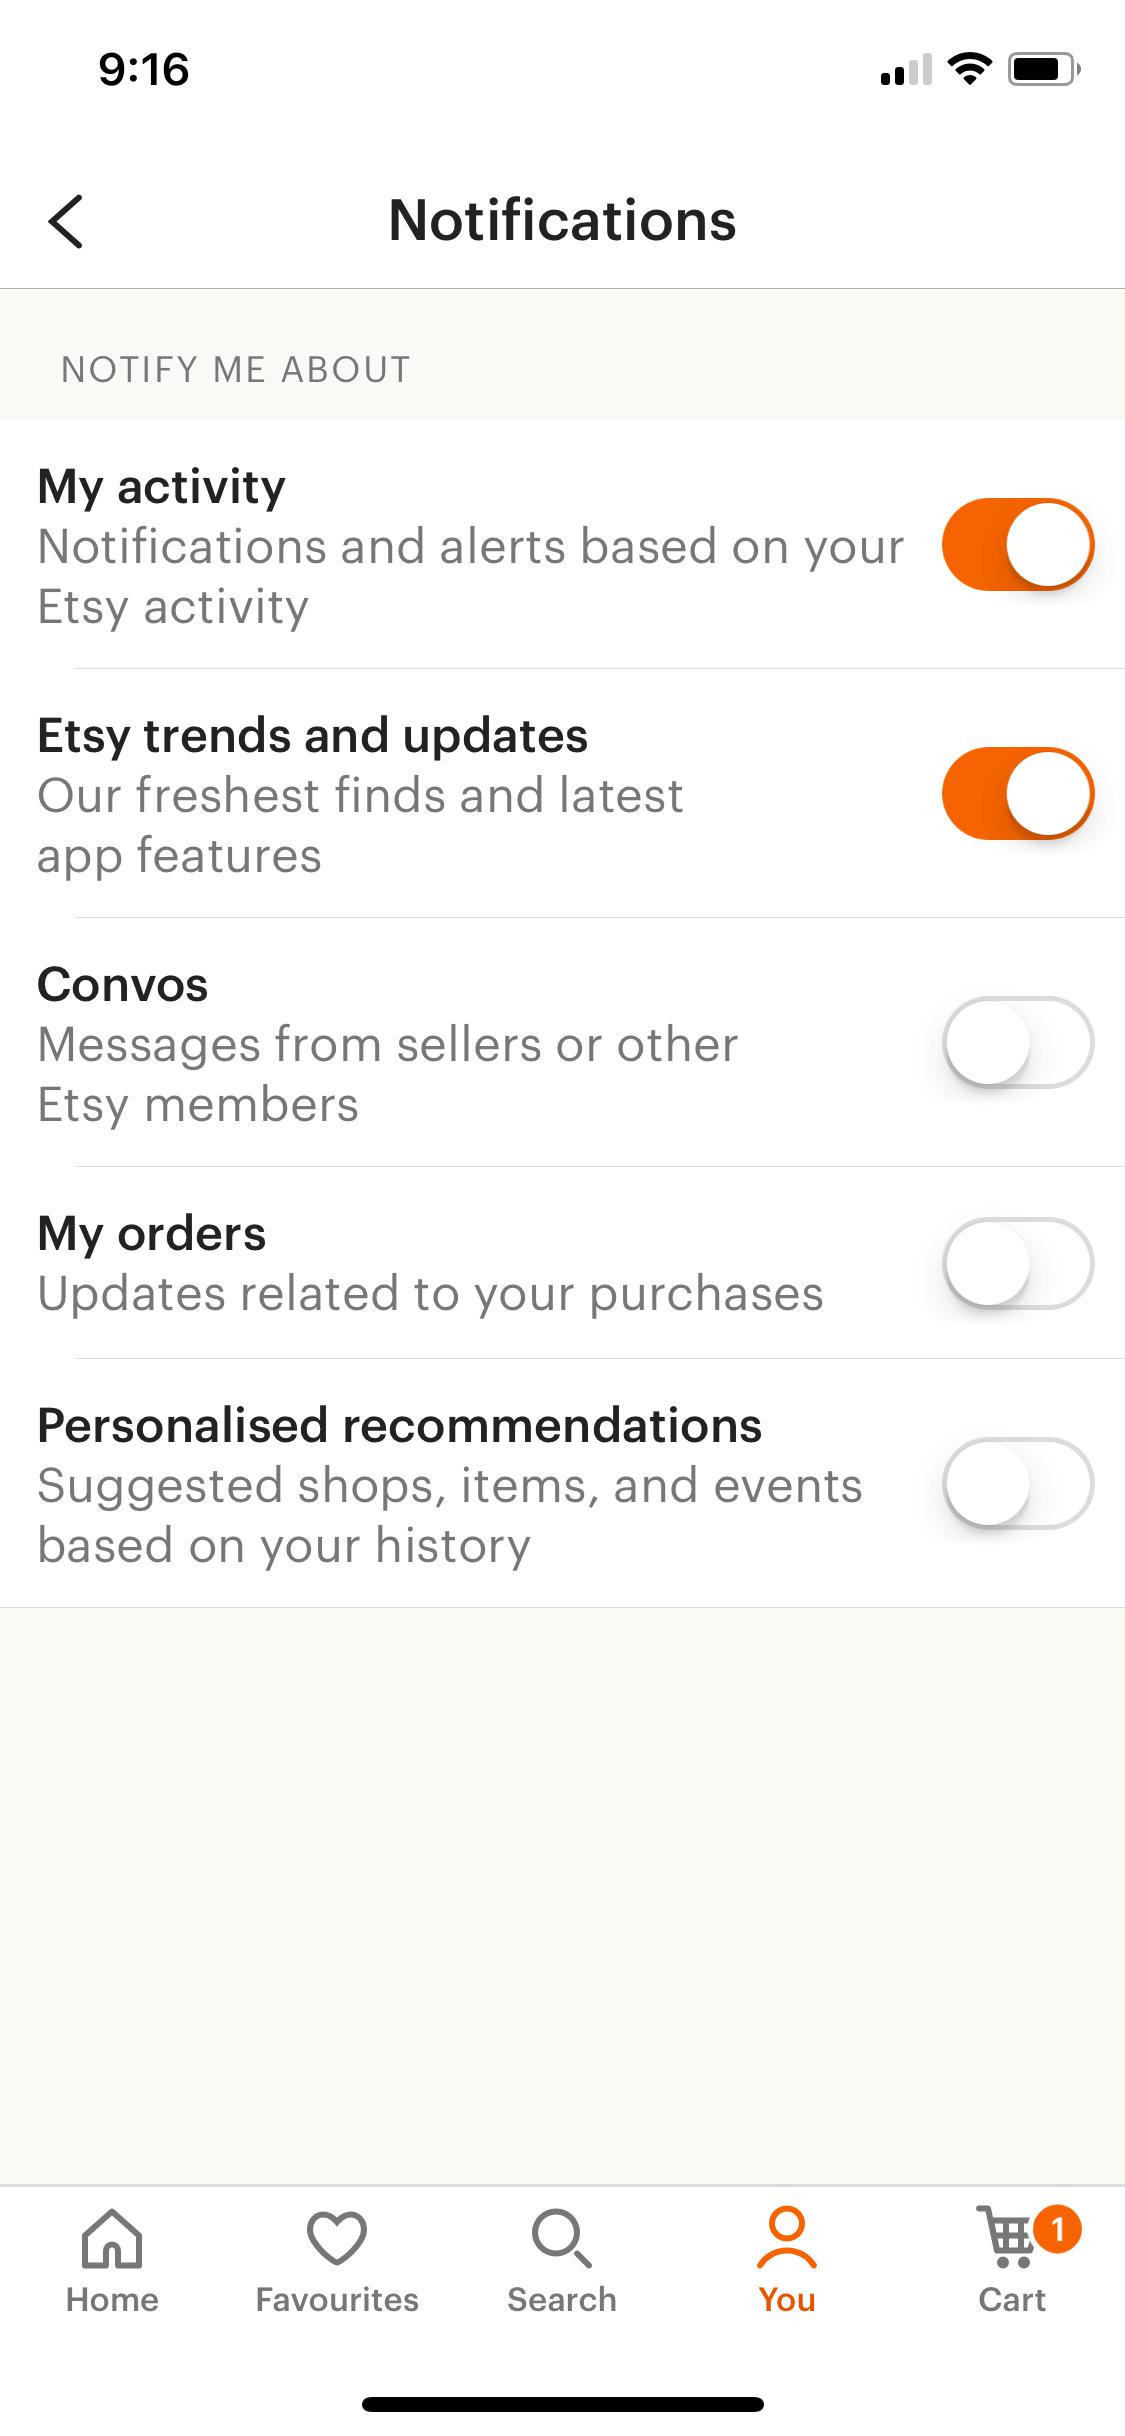 9:16
Notifications
NOTIFY ME ABOUT
My activity
Notifications and alerts based on your
Etsy activity
Etsy trends and updates
Our freshest finds and latest
app features
Convos
Messages from sellers or other
Etsy members
My orders
Updates related to your purchases
Personalised recommendations
Suggested shops, items, and events
based on your history
1
Home
Favourites
Search
You
Cart